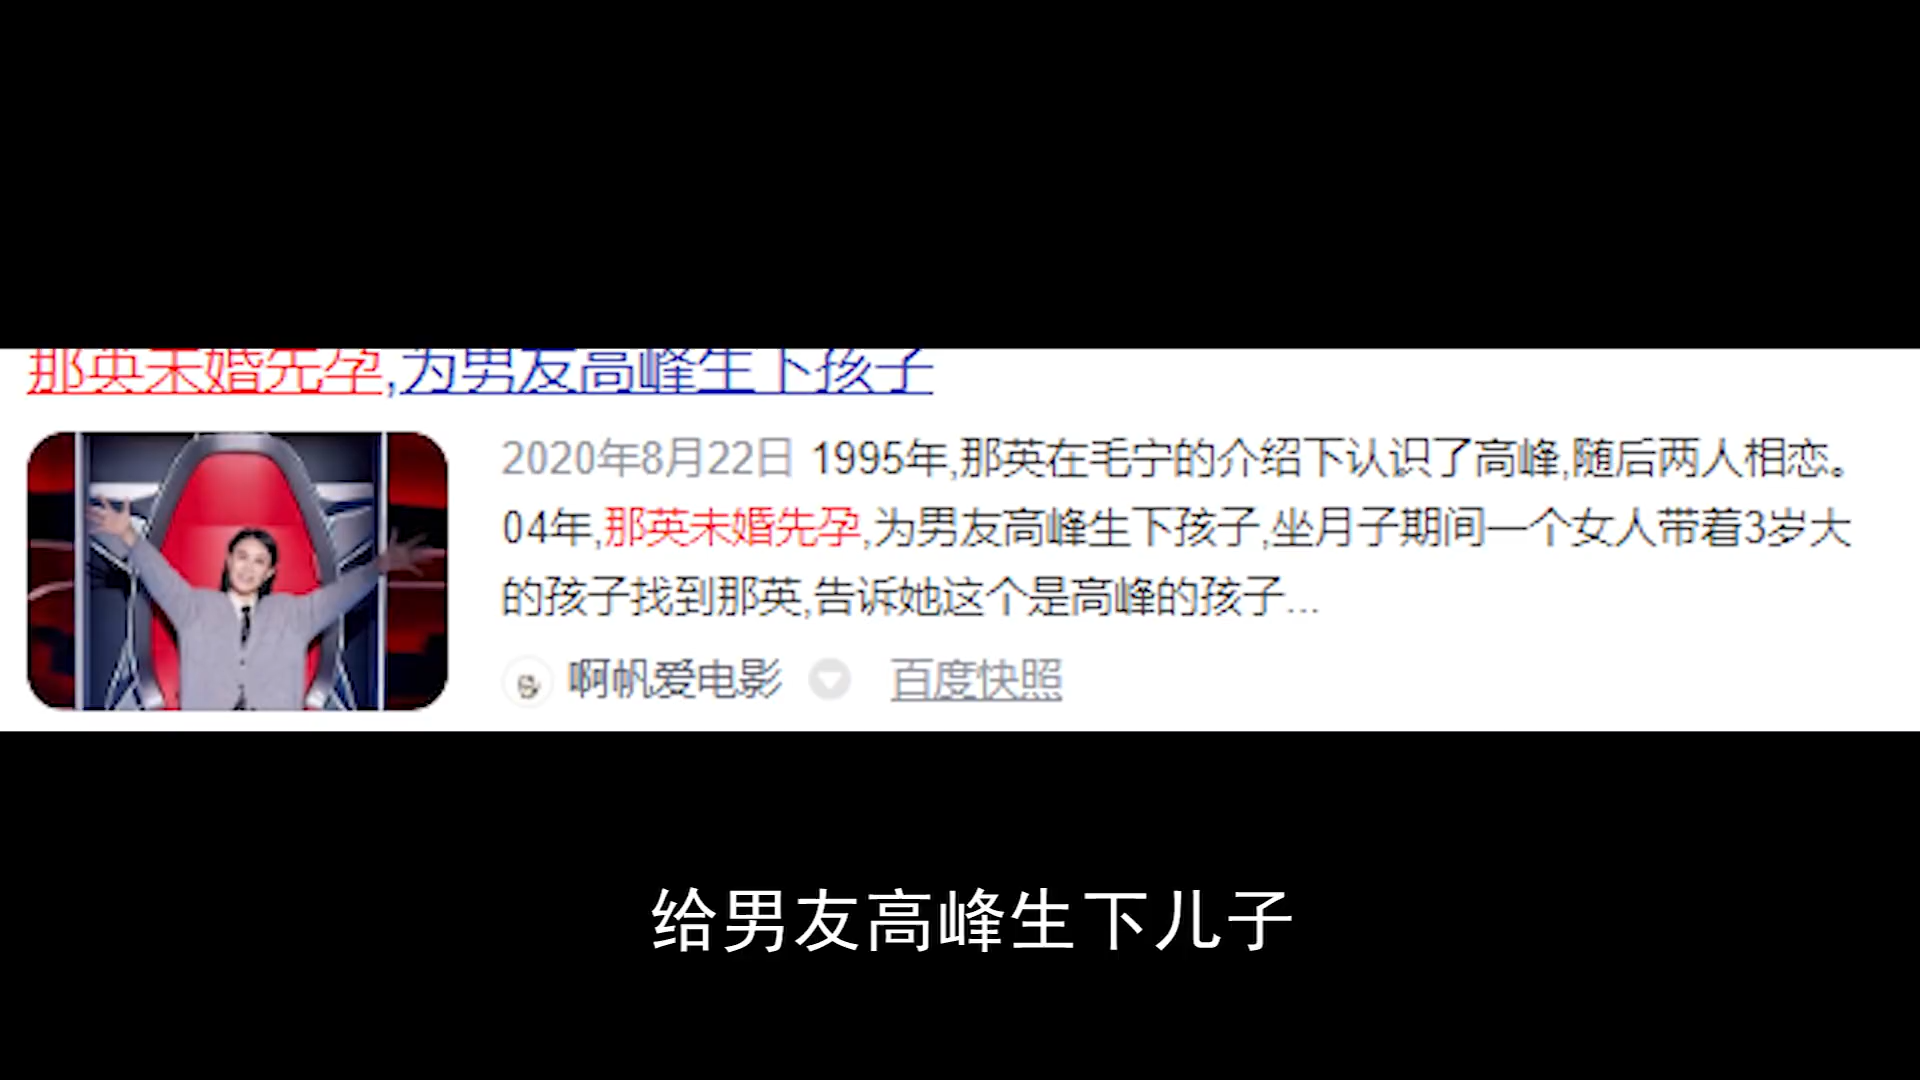 那英未婚先孕,为男友高峰生下孩子
2020年8月22日 1995年,那英在毛宁的介绍下认识了高峰,随后两人相恋。
04年,那英未婚先孕,为男友高峰生下孩子,坐月子期间一个女人带着3岁大
的孩子找到那英,告诉她这个是高峰的孩子...
啊帆爱电影 百度快照
给男友高峰生下儿子